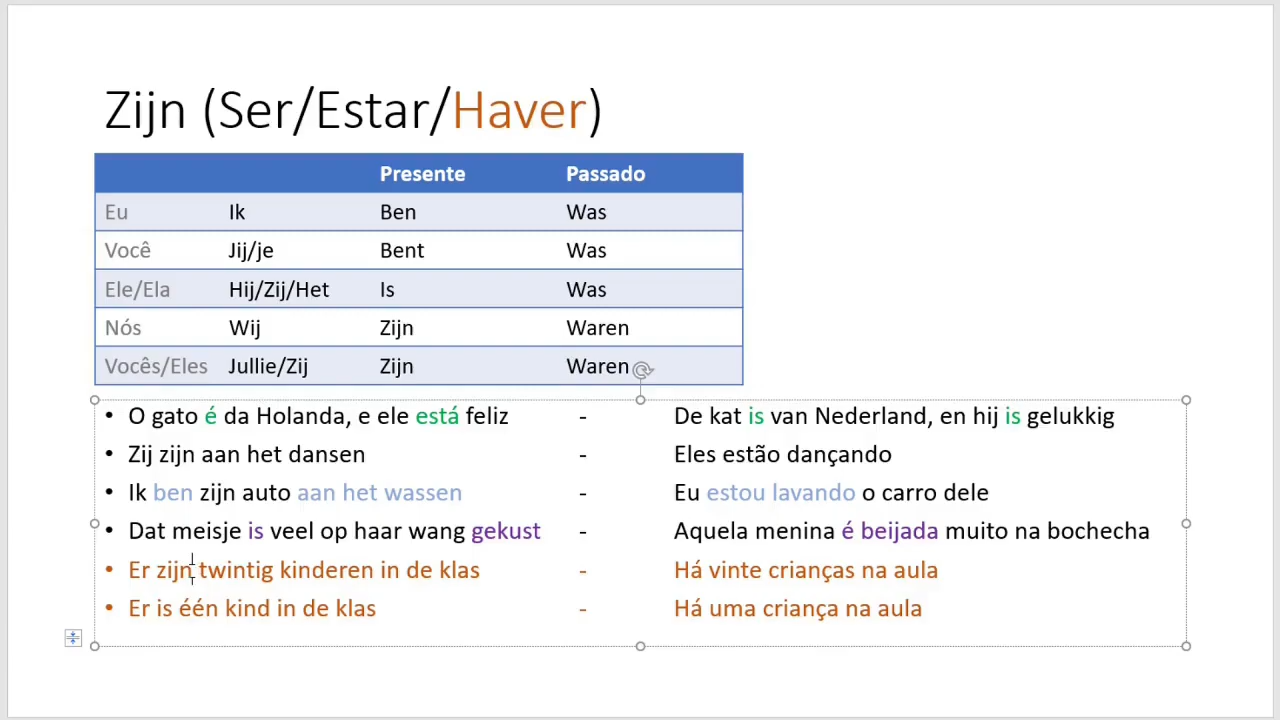 Zijn (Ser/Estar/Haver)
Presente Passado
Eu Ik Ben Was
Você Jij/je Bent Was
Ele/Ela Hij/Zij/Het Is Was
Nós Wij Zijn Waren
Vocês/Eles Jullie/Zij Zijn Waren
• O gato é da Holanda, e ele está feliz - De kat is van Nederland, en hij is gelukkig
• Zij zijn aan het dansen - Eles estão dançando
• Ik ben zijn auto aan het wassen - Eu estou lavando o carro dele
• Dat meisje is veel op haar wang gekust - Aquela menina é beijada muito na bochecha
• Er zijn twintig kinderen in de klas - Há vinte crianças na aula
• Er is één kind in de klas - Há uma criança na aula